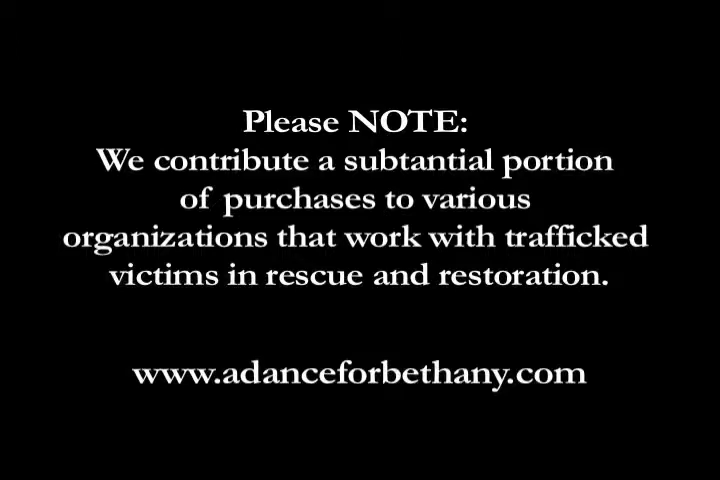 Please NOTE:
We contribute a subtantial portion
of purchases to various
organizations that work with trafficked
victims in rescue and restoration.
www.adanceforbethany.com